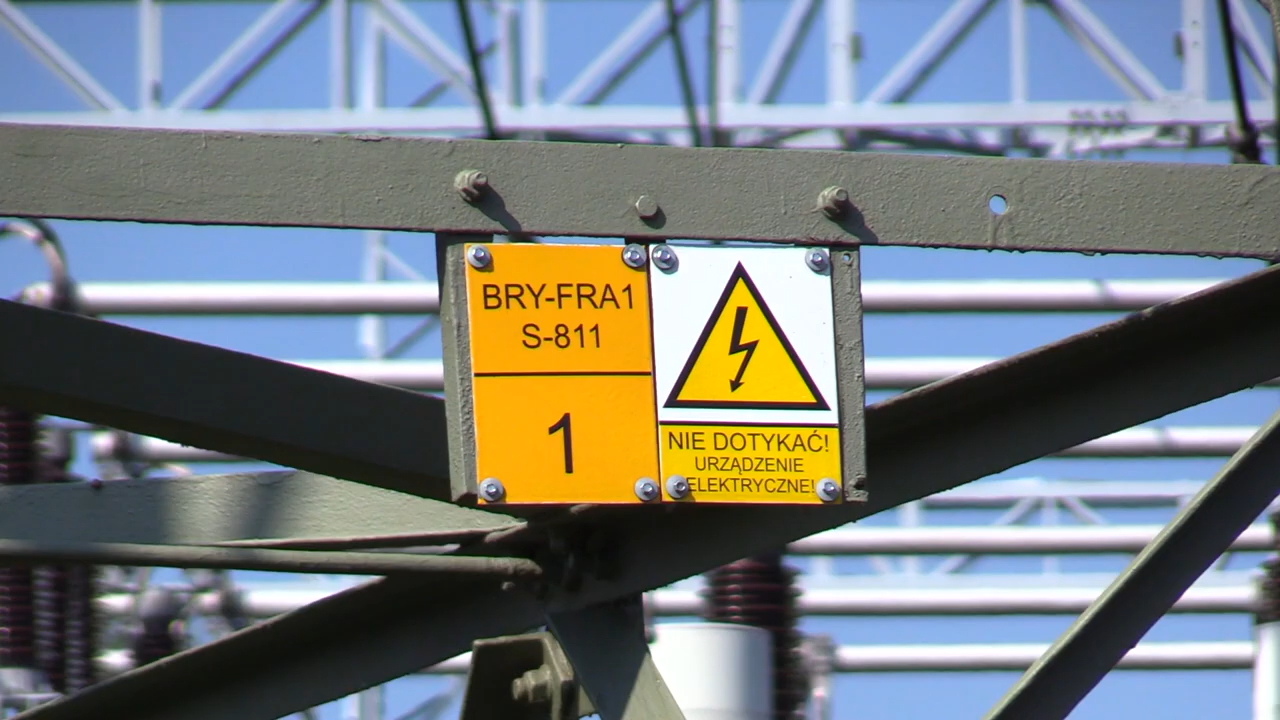 BRY-FRA1
S-811
1
NIE DOTYKAĆ!
URZĄDZENIE
ELEKTRYCZNE!